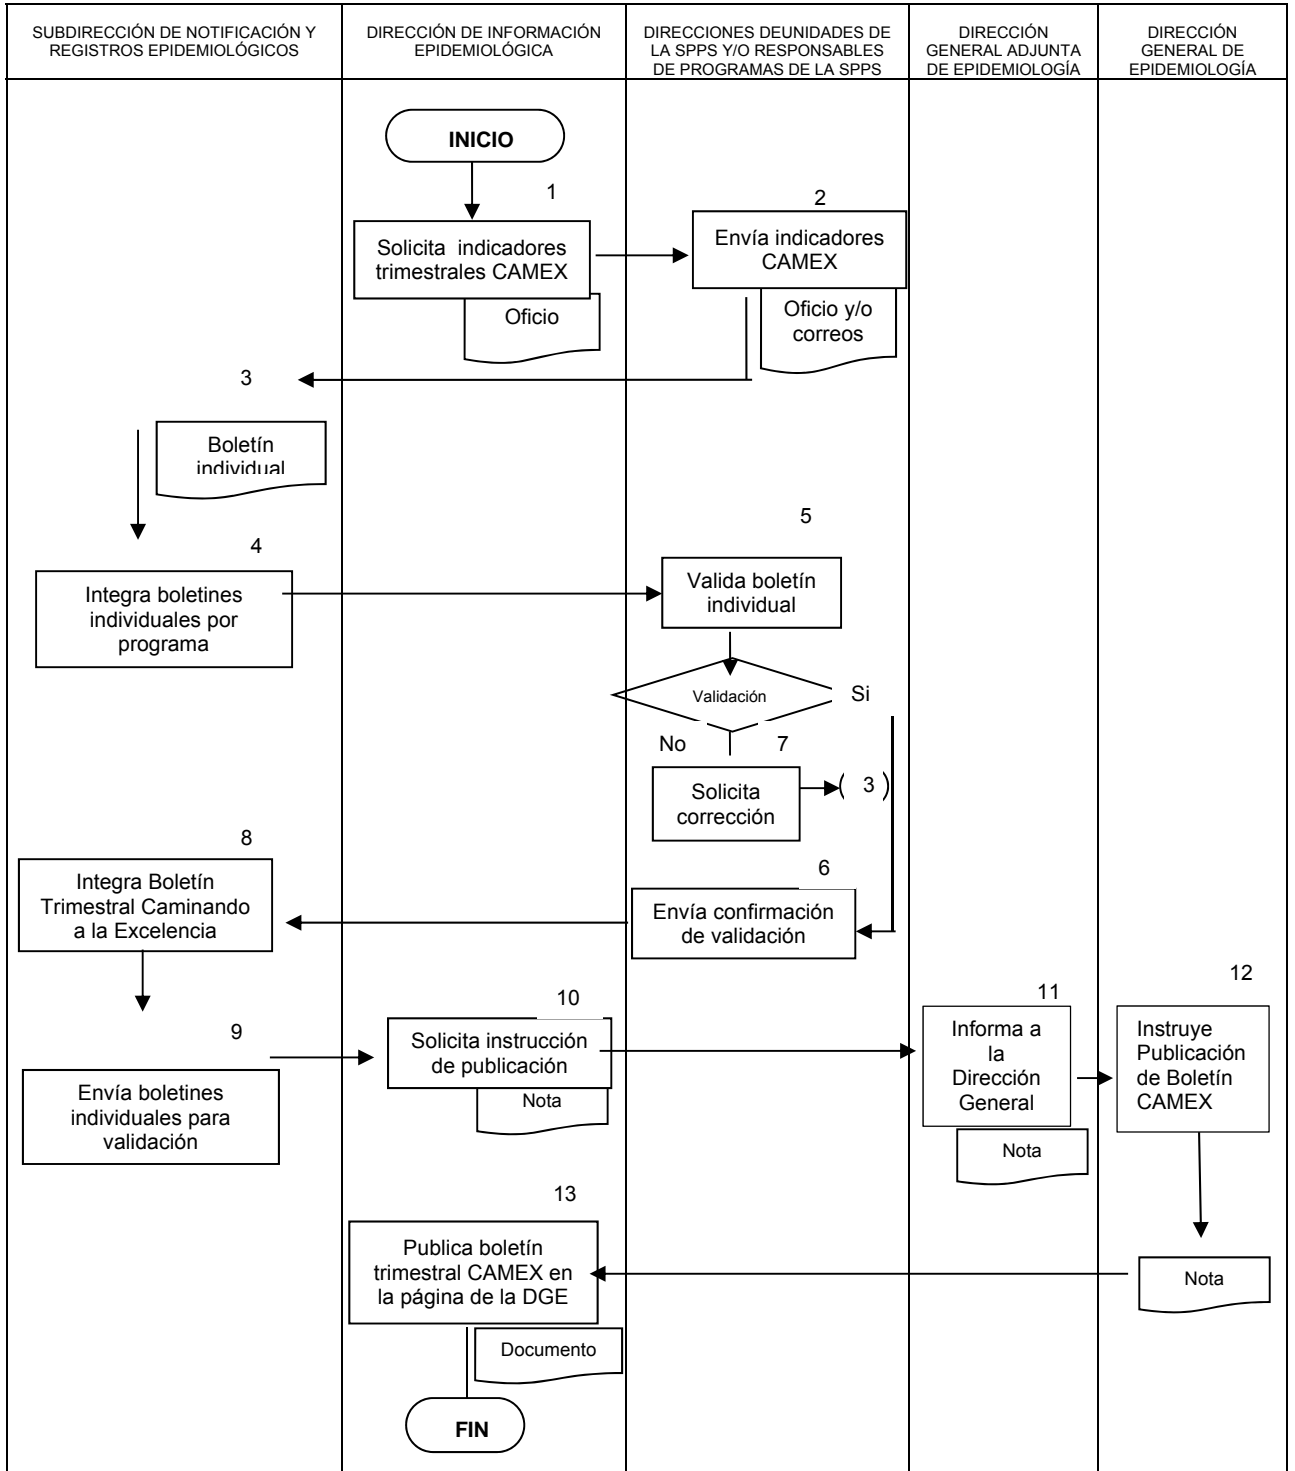 SUBDIRECCIÓN DE NOTIFICACIÓN Y
REGISTROS EPIDEMIOLÓGICOS
DIRECCIÓN DE INFORMACIÓN
EPIDEMIOLÓGICA
DIRECCIONES DEUNIDADES DE
LA SPPS Y/O RESPONSABLES
DE PROGRAMAS DE LA SPPS
DIRECCIÓN
GENERAL ADJUNTA
DE EPIDEMIOLOGÍA
DIRECCIÓN
GENERAL DE
EPIDEMIOLOGÍA
INICIO
1
Solicita indicadores
trimestrales CAMEX
Oficio
2
Envía indicadores
CAMEX
Oficio y/o
correos
3
Boletín
individual
4
Integra boletines
individuales por
programa
5
Valida boletín
individual
Validación
Si
No
7
Solicita
corrección
( 3 )
6
Envía confirmación
de validación
8
Integra Boletín
Trimestral Caminando
a la Excelencia
9
Envía boletines
individuales para
validación
10
Solicita instrucción
de publicación
Nota
11
Informa a
la
Dirección
General
Nota
12
Instruye
Publicación
de Boletín
CAMEX
Nota
13
Publica boletín
trimestral CAMEX en
la página de la DGE
Documento
FIN